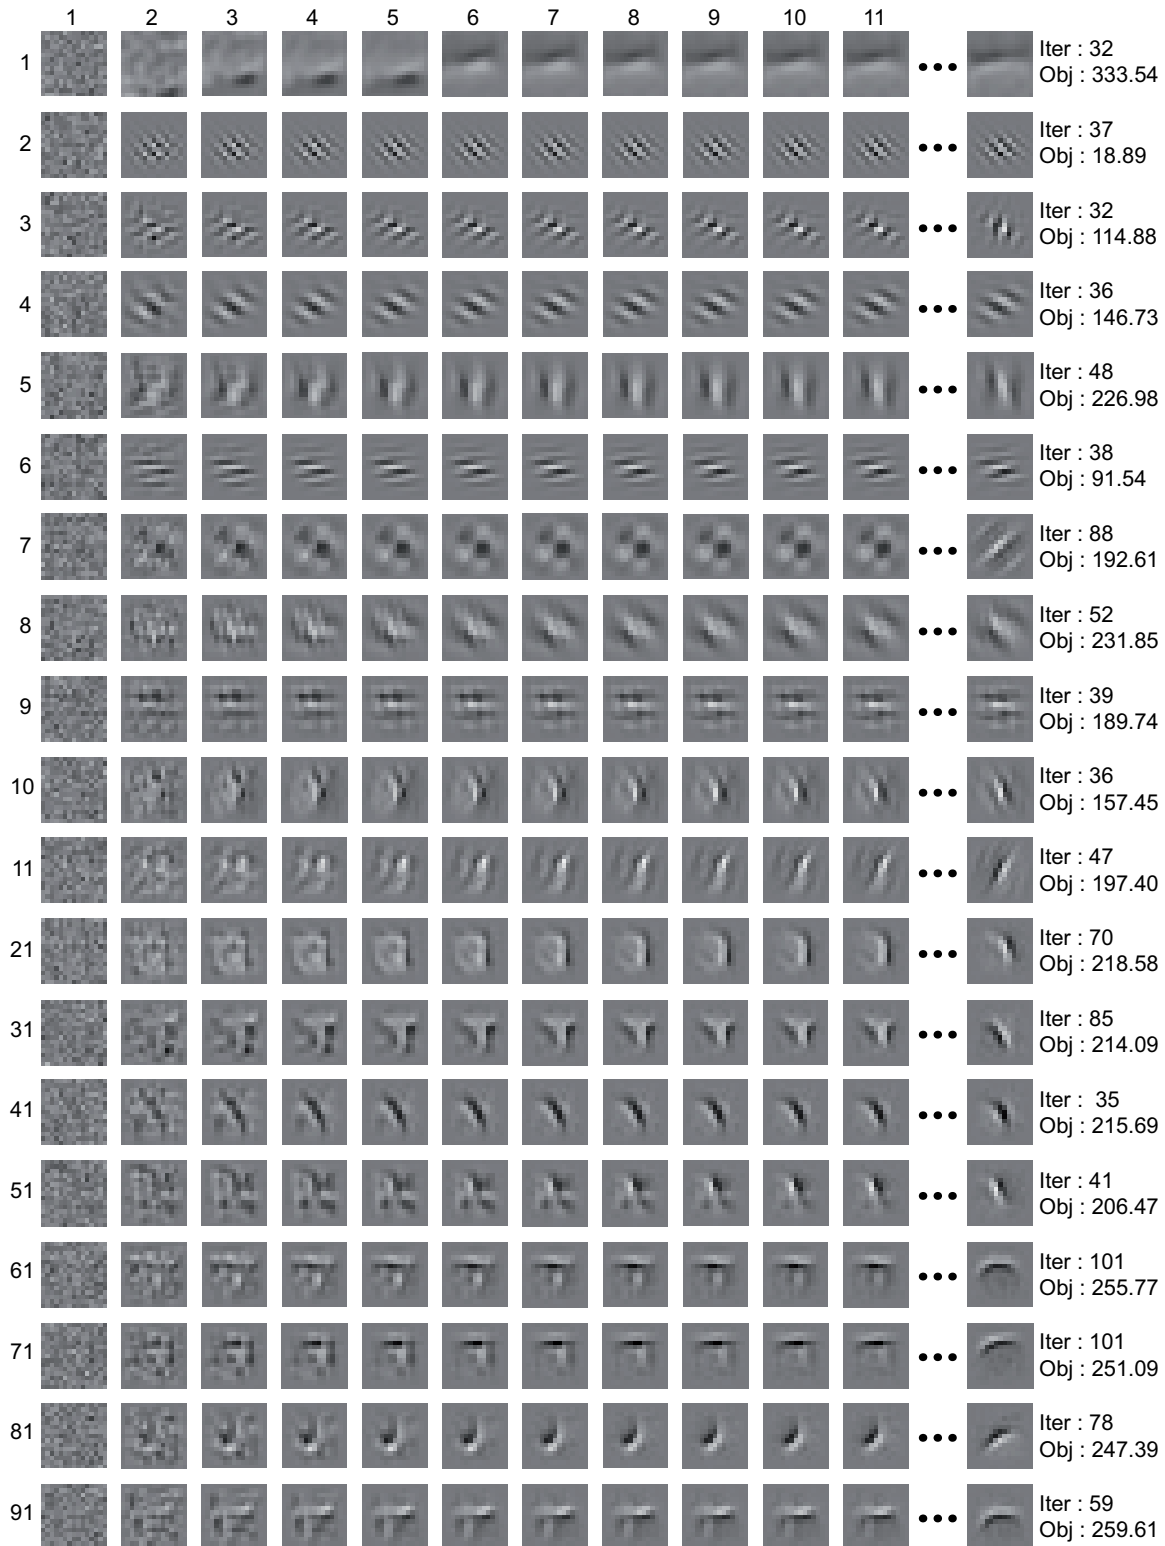 1 2 3 4 5 6 7 8 9 10 11
1 Iter : 32
Obj : 333.54
2 Iter : 37
Obj : 18.89
3 Iter : 32
Obj : 114.88
4 Iter : 36
Obj : 146.73
5 Iter : 48
Obj : 226.98
6 Iter : 38
Obj : 91.54
7 Iter : 88
Obj : 192.61
8 Iter : 52
Obj : 231.85
9 Iter : 39
Obj : 189.74
10 Iter : 36
Obj : 157.45
11 Iter : 47
Obj : 197.40
21 Iter : 70
Obj : 218.58
31 Iter : 85
Obj : 214.09
41 Iter : 35
Obj : 215.69
51 Iter : 41
Obj : 206.47
61 Iter : 101
Obj : 255.77
71 Iter : 101
Obj : 251.09
81 Iter : 78
Obj : 247.39
91 Iter : 59
Obj : 259.61